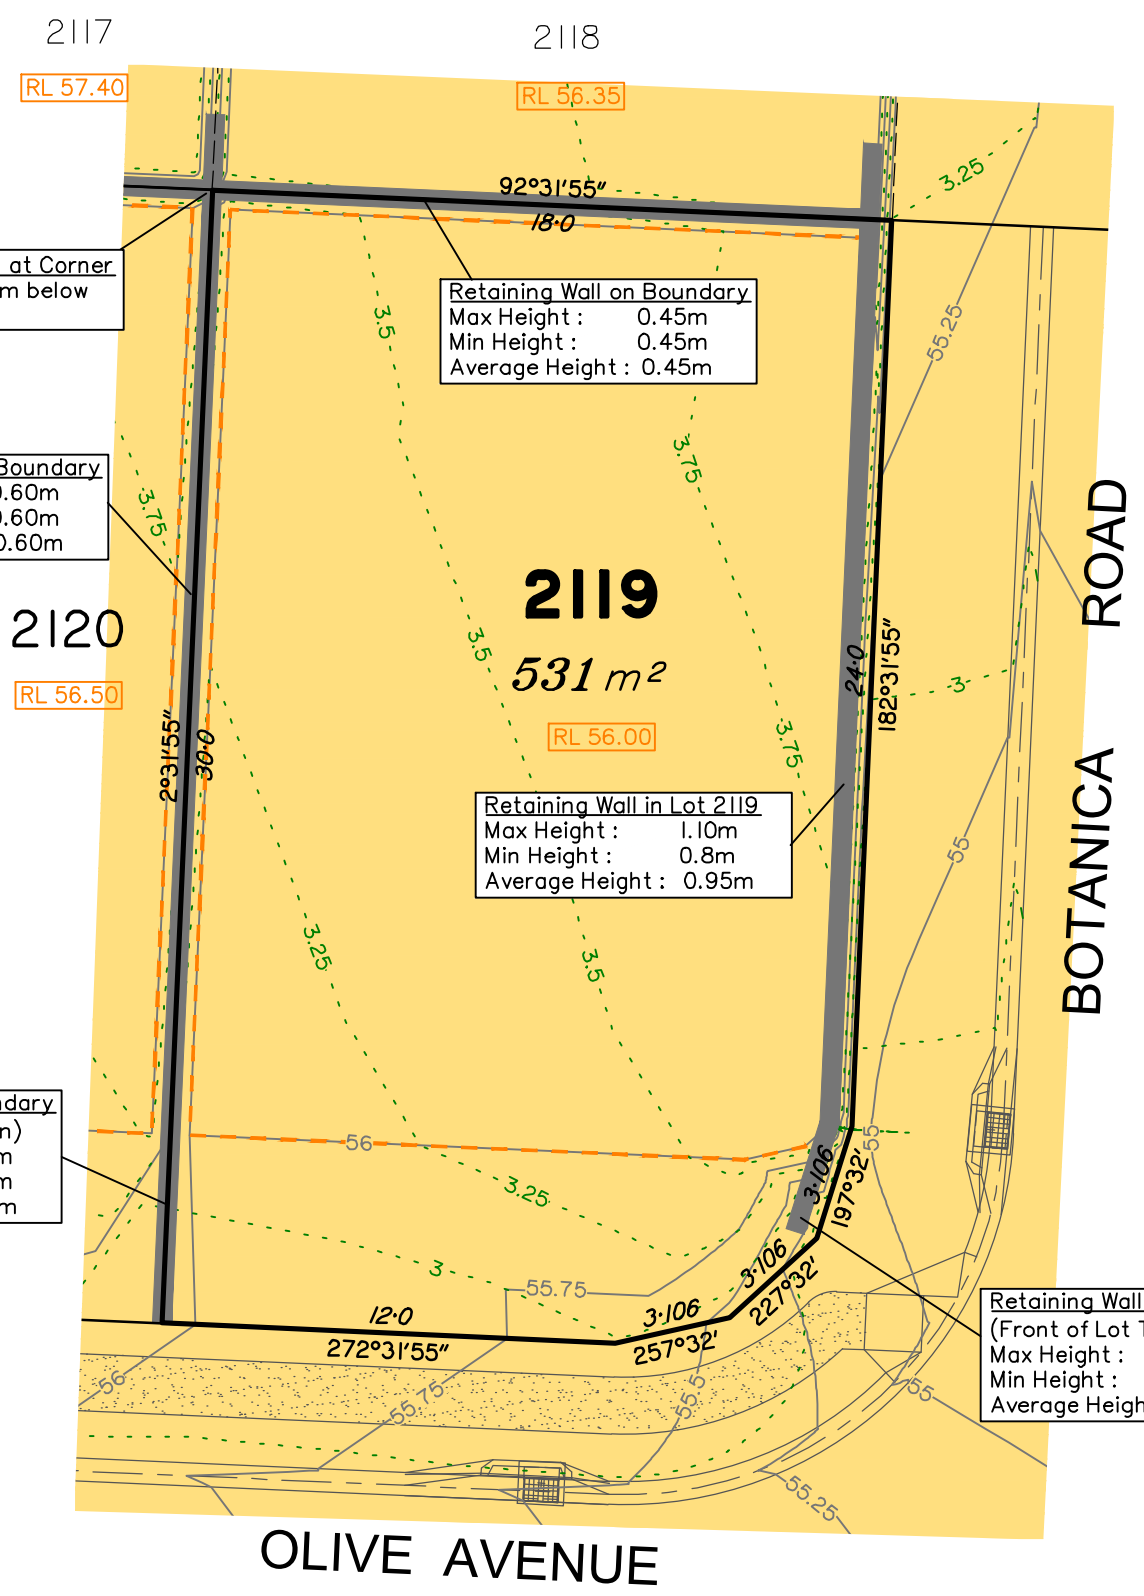 2117
2118
RL 57.40
RL 56.35
3.25
92°31'55"
18·0
at Corner
m below
Retaining Wall on Boundary
Max Height : 0.45m
Min Height : 0.45m
Average Height : 0.45m
3.5
55.25
3.75
Boundary
0.60m
0.60m
0.60m
3.75
ROAD
2119
531 m²
2120
RL 56.50
RL 56.00
3.5
24·0
182°31'55"
3
2°31'55"
30·0
3.75
BOTANICA
Retaining Wall in Lot 2119
Max Height : 1.10m
Min Height : 0.8m
Average Height : 0.95m
55
3.25
3.5
ndary
n)
m
m
m
56
55
3·106
197°32'
3.25
3
55.75
3·106
227°32'
12·0
272°31'55"
3·106
257°32'
Retaining Wall
(Front of Lot T
Max Height :
Min Height :
Average Heigh
56
55.75
55.5
55
55.25
OLIVE AVENUE